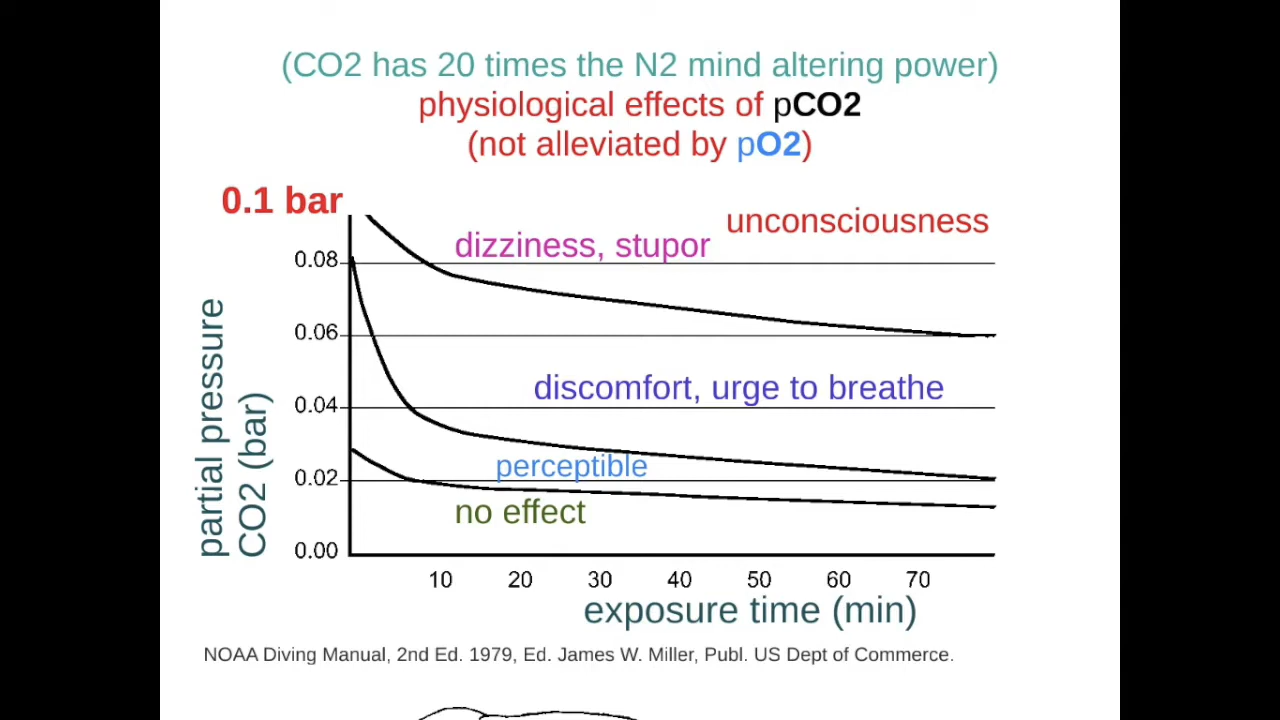 (CO2 has 20 times the N2 mind altering power)
physiological effects of pCO2
(not alleviated by pO2)
0.1 bar
unconsciousness
dizziness, stupor
0.08
0.06
discomfort, urge to breathe
0.04
perceptible
0.02
no effect
0.00
partial pressure
CO2 (bar)
10 20 30 40 50 60 70
exposure time (min)
NOAA Diving Manual, 2nd Ed. 1979, Ed. James W. Miller, Publ. US Dept of Commerce.